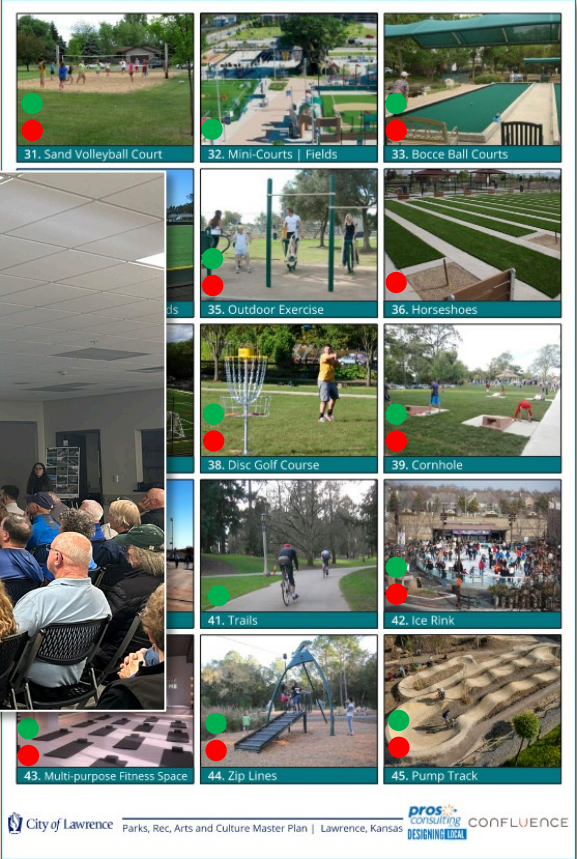 31. Sand Volleyball Court
32. Mini-Courts | Fields
33. Bocce Ball Courts
ds
35. Outdoor Exercise
36. Horseshoes
38. Disc Golf Course
39. Cornhole
41. Trails
42. Ice Rink
43. Multi-purpose Fitness Space
44. Zip Lines
45. Pump Track
City of Lawrence
Parks, Rec, Arts and Culture Master Plan | Lawrence, Kansas
pros consulting
DESIGNING LOCAL
CONFLUENCE